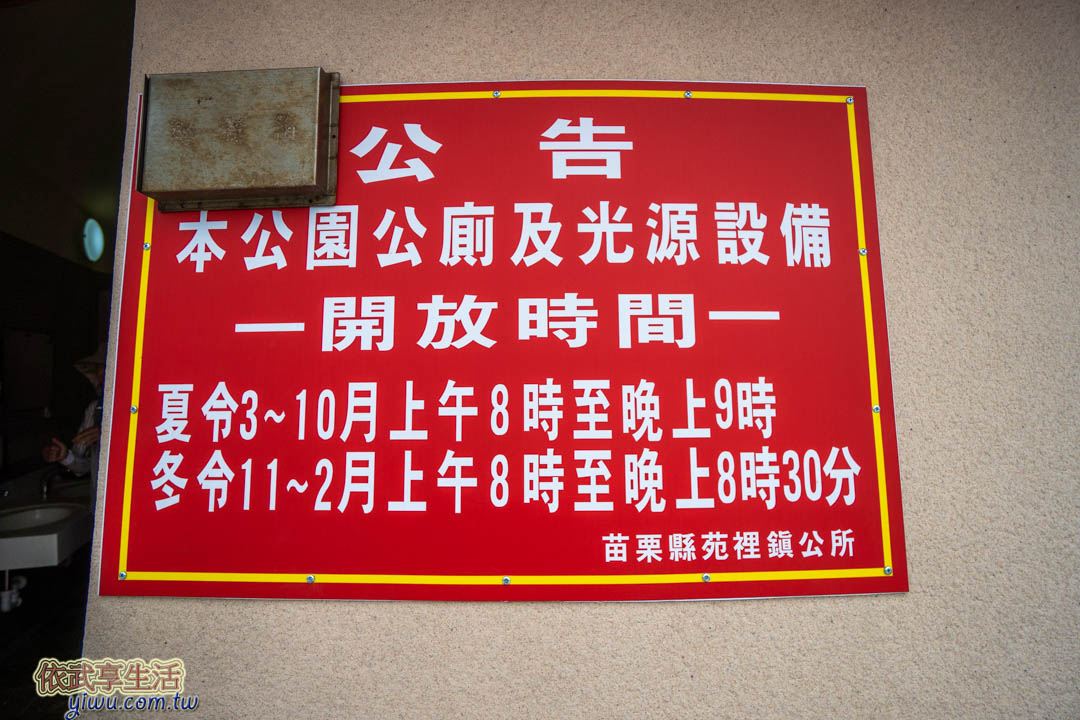 公告
本公園公廁及光源設備
—開放時間—
夏令3~10月上午8時至晚上9時
冬令11~2月上午8時至晚上8時30分
苗栗縣苑裡鎮公所
依武享生活
yiwu.com.tw